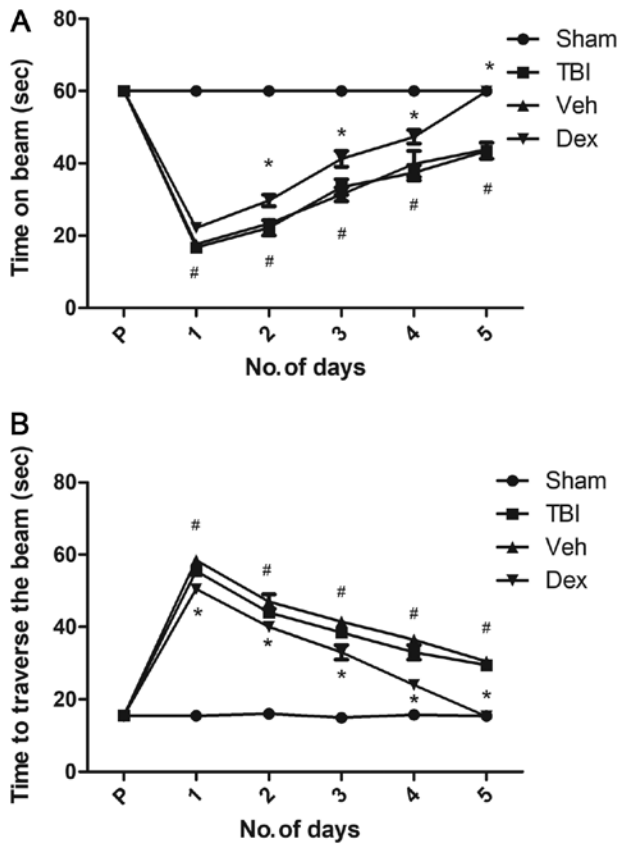 A
80
60
40
20
0
Time on beam (sec)
* * * * *
# # # # #
P 1 2 3 4 5
No. of days
Sham
TBI
Veh
Dex
B
80
60
40
20
0
Time to traverse the beam (sec)
# # # # #
* * * * *
P 1 2 3 4 5
No. of days
Sham
TBI
Veh
Dex